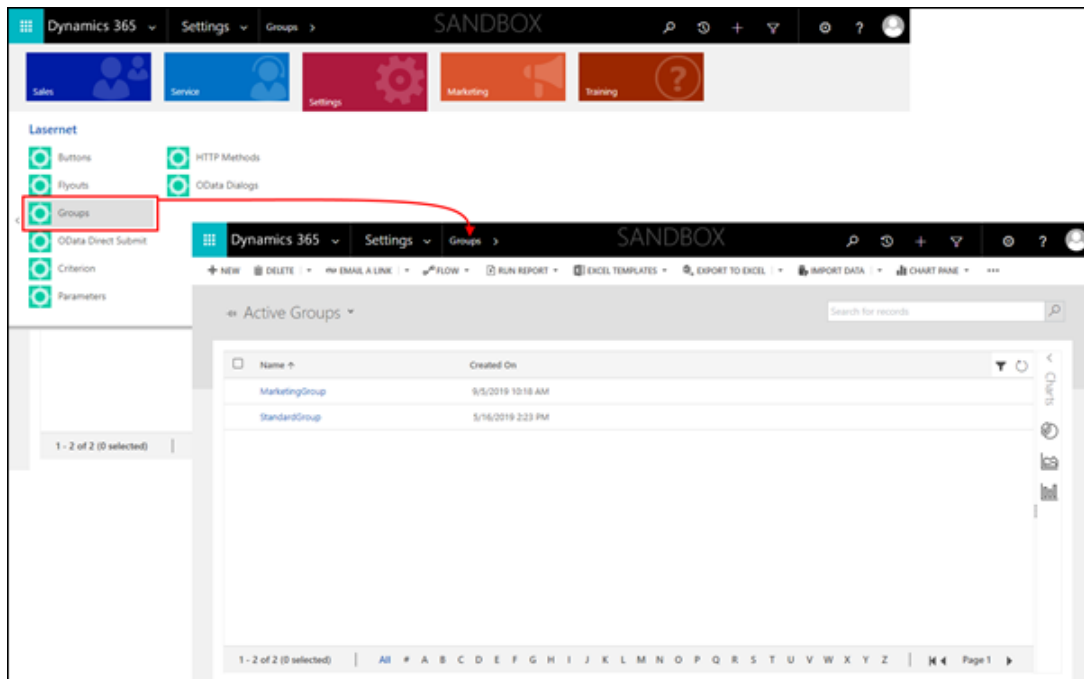 Dynamics 365 Settings Groups SANDBOX ?
Sales Service Settings Marketing Training
Lasernet
Buttons HTTP Methods
Flyouts OData Dialogs
Groups
OData Direct Submit
Criterion
Parameters
1 - 2 of 2 (0 selected)
Dynamics 365 Settings Groups SANDBOX ?
NEW DELETE EMAIL A LINK FLOW RUN REPORT EXCEL TEMPLATES EXPORT TO EXCEL IMPORT DATA CHART PANE
Active Groups Search for records
Name Created On
MarketingGroup 9/5/2019 10:18 AM
StandardGroup 5/16/2019 2:23 PM
Charts
1 - 2 of 2 (0 selected) All # A B C D E F G H I J K L M N O P Q R S T U V W X Y Z Page 1